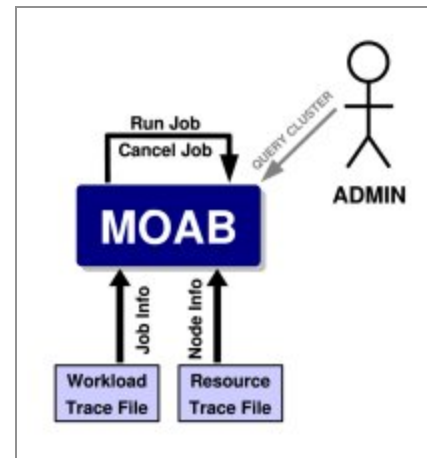 Run Job
Cancel Job
QUERY CLUSTER
ADMIN
MOAB
Job Info
Node Info
Workload
Trace File
Resource
Trace File